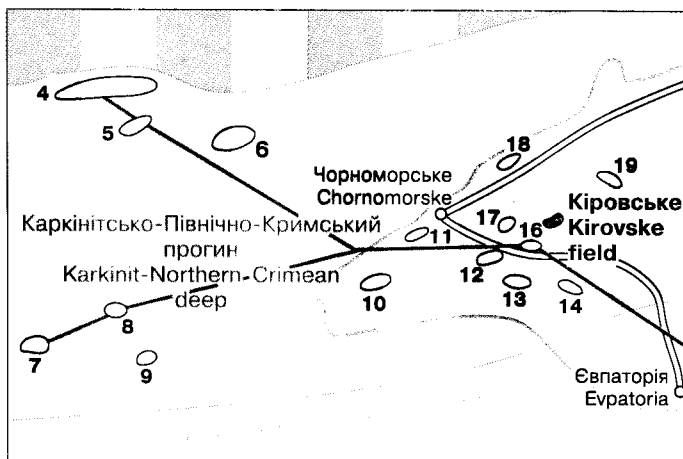 4
5
6
18
19
Чорноморське
Chornomorske
Кіровське
Kirovske
field
17
16
11
Каркінітсько-Північно-Кримський
прогин
Karkinit-Northern-Crimean
deep
12
10
13
14
8
7
9
Євпаторія
Evpatoria